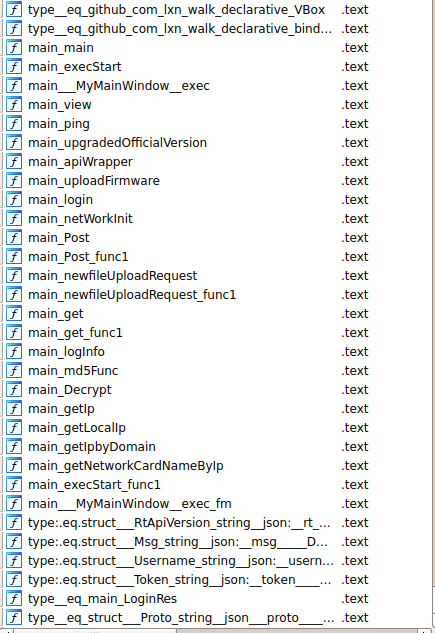 type__eq_github_com_lxn_walk_declarative_VBox .text
type__eq_github_com_lxn_walk_declarative_bind... .text
main_main .text
main_execStart .text
main___MyMainWindow__exec .text
main_view .text
main_ping .text
main_upgradedOfficialVersion .text
main_apiWrapper .text
main_uploadFirmware .text
main_login .text
main_netWorkInit .text
main_Post .text
main_Post_func1 .text
main_newfileUploadRequest .text
main_newfileUploadRequest_func1 .text
main_get .text
main_get_func1 .text
main_logInfo .text
main_md5Func .text
main_Decrypt .text
main_getIp .text
main_getLocalIp .text
main_getIpbyDomain .text
main_getNetworkCardNameByIp .text
main_execStart_func1 .text
main___MyMainWindow__exec_fm .text
type:.eq.struct___RtApiVersion_string__json:__rt_... .text
type:.eq.struct___Msg_string__json:__msg_____D... .text
type:.eq.struct___Username_string__json:__usern... .text
type:.eq.struct___Token_string__json:__token____... .text
type__eq_main_LoginRes .text
type__eq_struct___Proto_string__json___proto____... .text